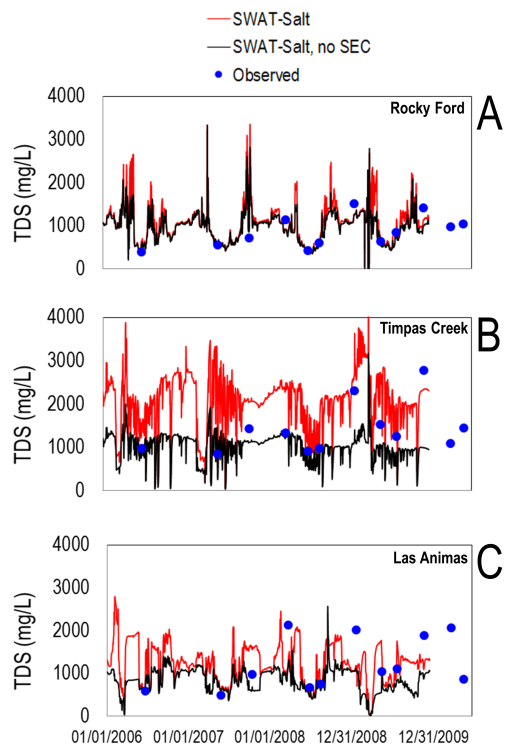 SWAT-Salt
SWAT-Salt, no SEC
Observed
4000
Rocky Ford
A
3000
2000
1000
0
TDS (mg/L)
4000
Timpas Creek
B
3000
2000
1000
0
TDS (mg/L)
4000
Las Animas
C
3000
2000
1000
0
TDS (mg/L)
01/01/2006 01/01/2007 01/01/2008 12/31/2008 12/31/2009